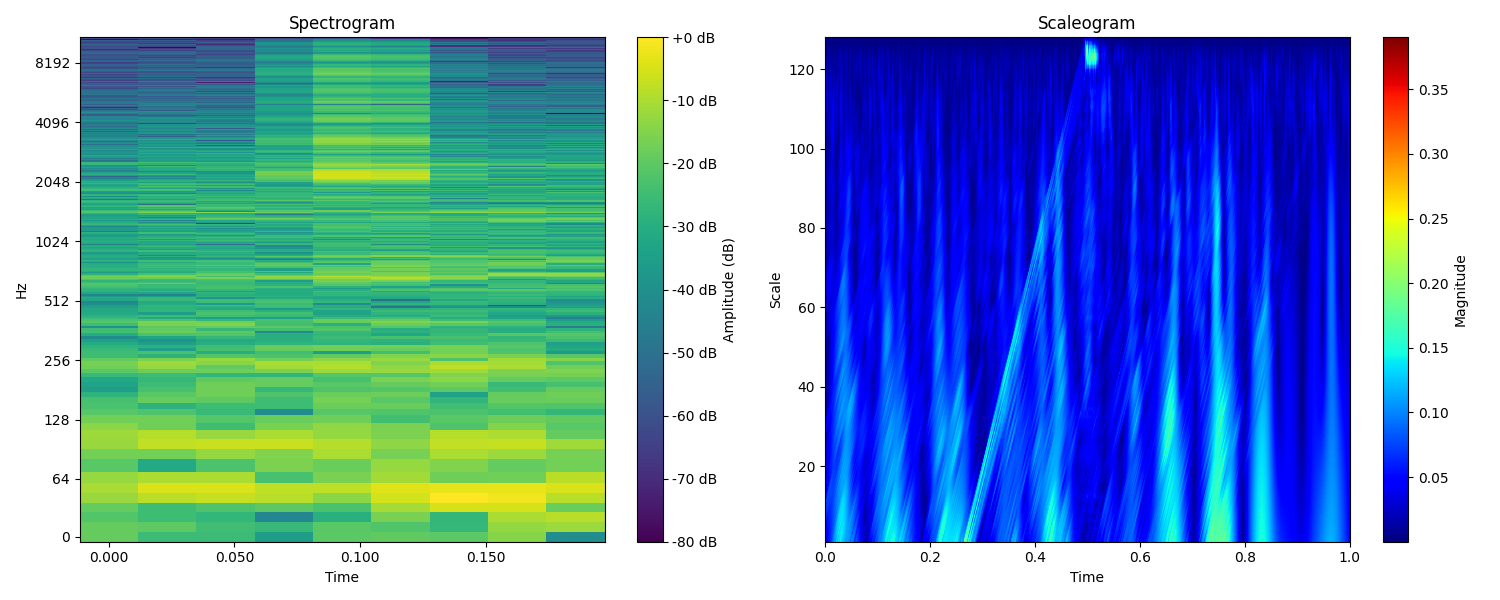 Spectrogram
8192
4096
2048
1024
512
256
128
64
0
Hz
0.000
0.050
0.100
0.150
Time
+0 dB
-10 dB
-20 dB
-30 dB
-40 dB
-50 dB
-60 dB
-70 dB
-80 dB
Amplitude (dB)
Scaleogram
120
100
80
60
40
20
Scale
0.0
0.2
0.4
0.6
0.8
1.0
Time
0.35
0.30
0.25
0.20
0.15
0.10
0.05
Magnitude